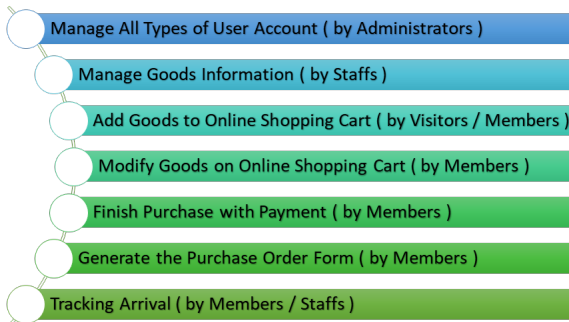 Manage All Types of User Account ( by Administrators )
Manage Goods Information ( by Staffs )
Add Goods to Online Shopping Cart ( by Visitors / Members )
Modify Goods on Online Shopping Cart ( by Members )
Finish Purchase with Payment ( by Members )
Generate the Purchase Order Form ( by Members )
Tracking Arrival ( by Members / Staffs )